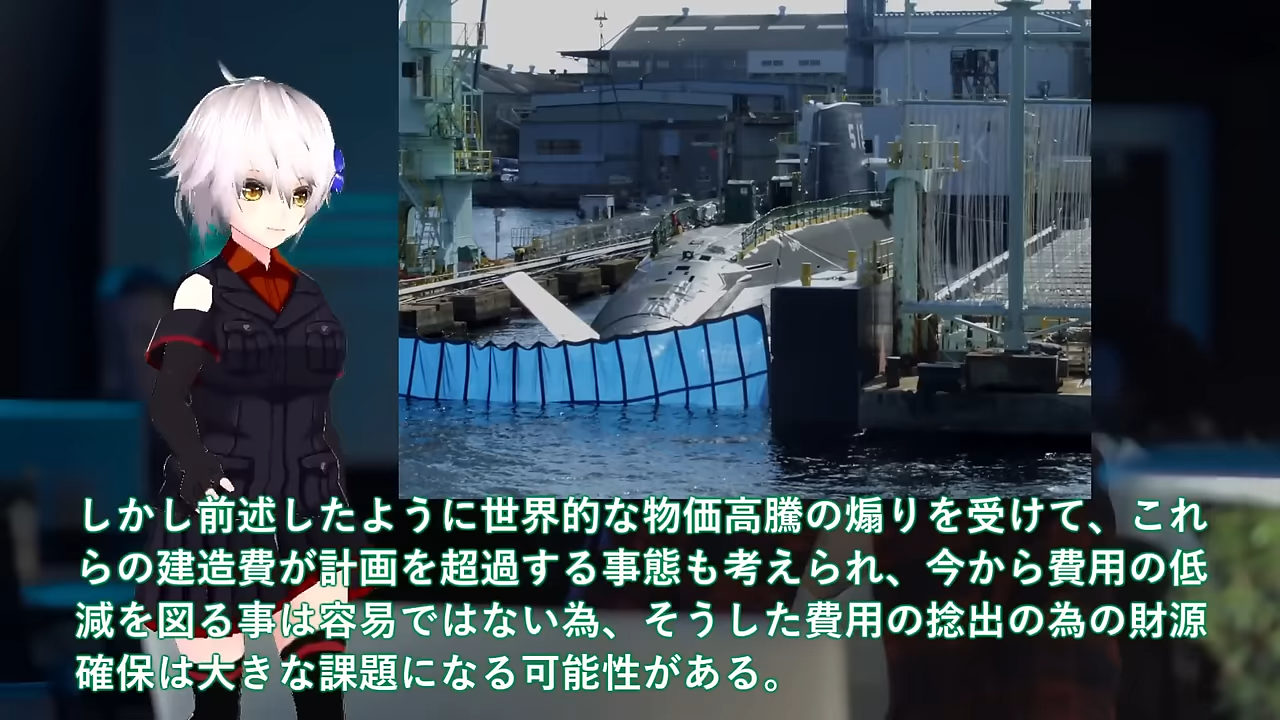 しかし前述したように世界的な物価高騰の煽りを受けて、これ
らの建造費が計画を超過する事態も考えられ、今から費用の低
減を図る事は容易ではない為、そうした費用の捻出の為の財源
確保は大きな課題になる可能性がある。